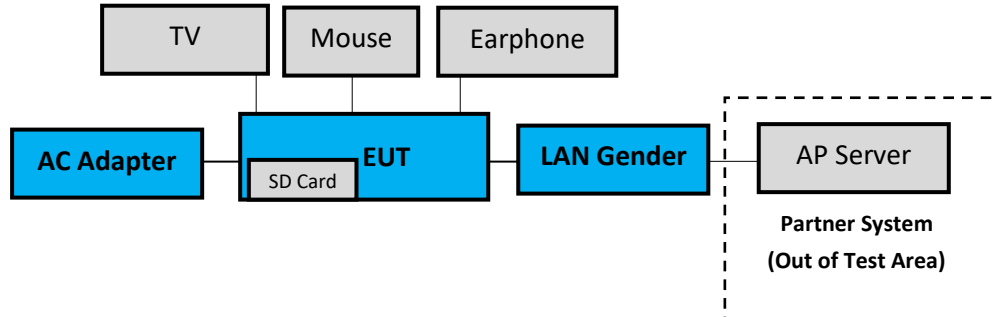 TV
Mouse
Earphone
AC Adapter
EUT
SD Card
LAN Gender
AP Server
Partner System
(Out of Test Area)